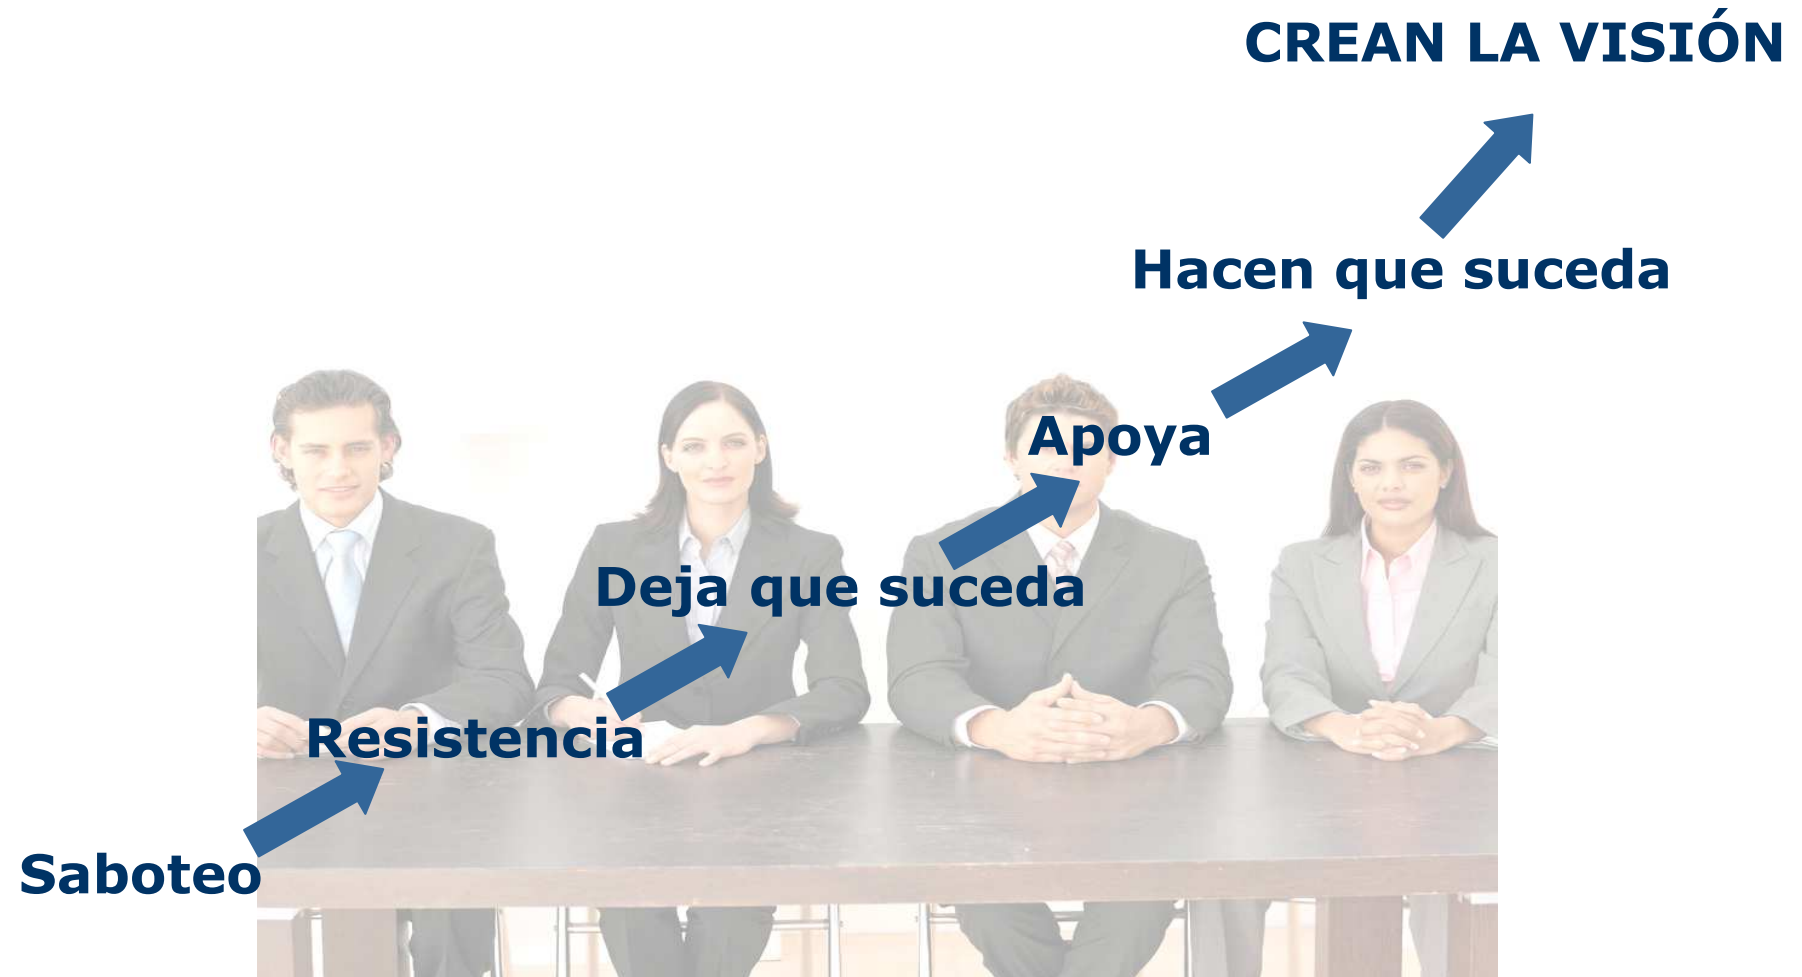 CREAN LA VISIÓN
Hacen que suceda
Apoya
Deja que suceda
Resistencia
Saboteo